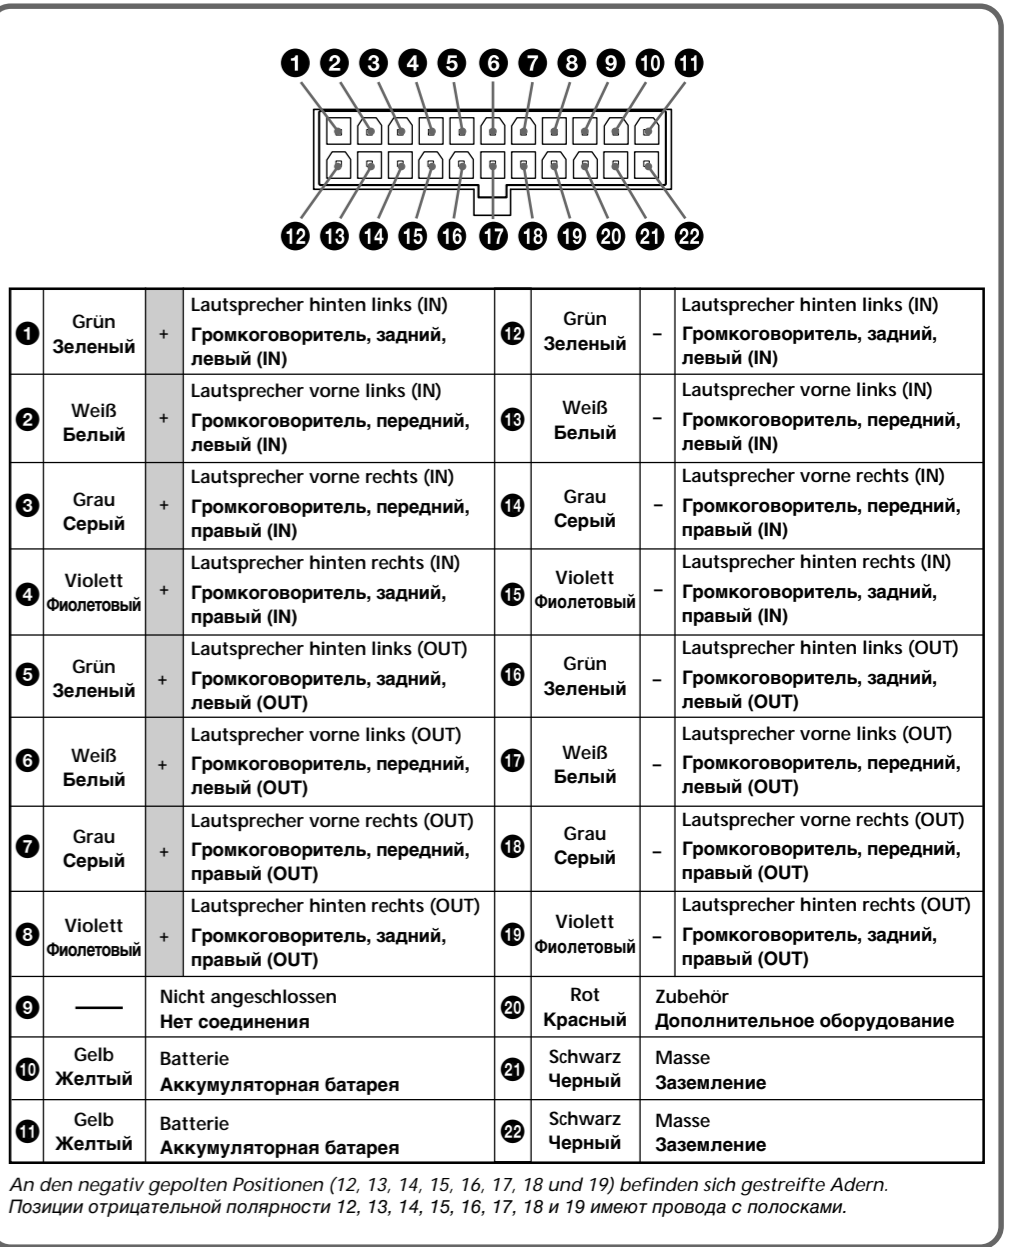 1 2 3 4 5 6 7 8 9 10 11
12 13 14 15 16 17 18 19 20 21 22
1
Grün
Зеленый
+
Lautsprecher hinten links (IN)
Громкоговоритель, задний,
левый (IN)
12
Grün
Зеленый
–
Lautsprecher hinten links (IN)
Громкоговоритель, задний,
левый (IN)
2
Weiß
Белый
+
Lautsprecher vorne links (IN)
Громкоговоритель, передний,
левый (IN)
13
Weiß
Белый
–
Lautsprecher vorne links (IN)
Громкоговоритель, передний,
левый (IN)
3
Grau
Серый
+
Lautsprecher vorne rechts (IN)
Громкоговоритель, передний,
правый (IN)
14
Grau
Серый
–
Lautsprecher vorne rechts (IN)
Громкоговоритель, передний,
правый (IN)
4
Violett
Фиолетовый
+
Lautsprecher hinten rechts (IN)
Громкоговоритель, задний,
правый (IN)
15
Violett
Фиолетовый
–
Lautsprecher hinten rechts (IN)
Громкоговоритель, задний,
правый (IN)
5
Grün
Зеленый
+
Lautsprecher hinten links (OUT)
Громкоговоритель, задний,
левый (OUT)
16
Grün
Зеленый
–
Lautsprecher hinten links (OUT)
Громкоговоритель, задний,
левый (OUT)
6
Weiß
Белый
+
Lautsprecher vorne links (OUT)
Громкоговоритель, передний,
левый (OUT)
17
Weiß
Белый
–
Lautsprecher vorne links (OUT)
Громкоговоритель, передний,
левый (OUT)
7
Grau
Серый
+
Lautsprecher vorne rechts (OUT)
Громкоговоритель, передний,
правый (OUT)
18
Grau
Серый
–
Lautsprecher vorne rechts (OUT)
Громкоговоритель, передний,
правый (OUT)
8
Violett
Фиолетовый
+
Lautsprecher hinten rechts (OUT)
Громкоговоритель, задний,
правый (OUT)
19
Violett
Фиолетовый
–
Lautsprecher hinten rechts (OUT)
Громкоговоритель, задний,
правый (OUT)
9
——
Nicht angeschlossen
Нет соединения
20
Rot
Красный
Zubehör
Дополнительное оборудование
10
Gelb
Желтый
Batterie
Аккумуляторная батарея
21
Schwarz
Черный
Masse
Заземление
11
Gelb
Желтый
Batterie
Аккумуляторная батарея
22
Schwarz
Черный
Masse
Заземление
An den negativ gepolten Positionen (12, 13, 14, 15, 16, 17, 18 und 19) befinden sich gestreifte Adern.
Позиции отрицательной полярности 12, 13, 14, 15, 16, 17, 18 и 19 имеют провода с полосками.